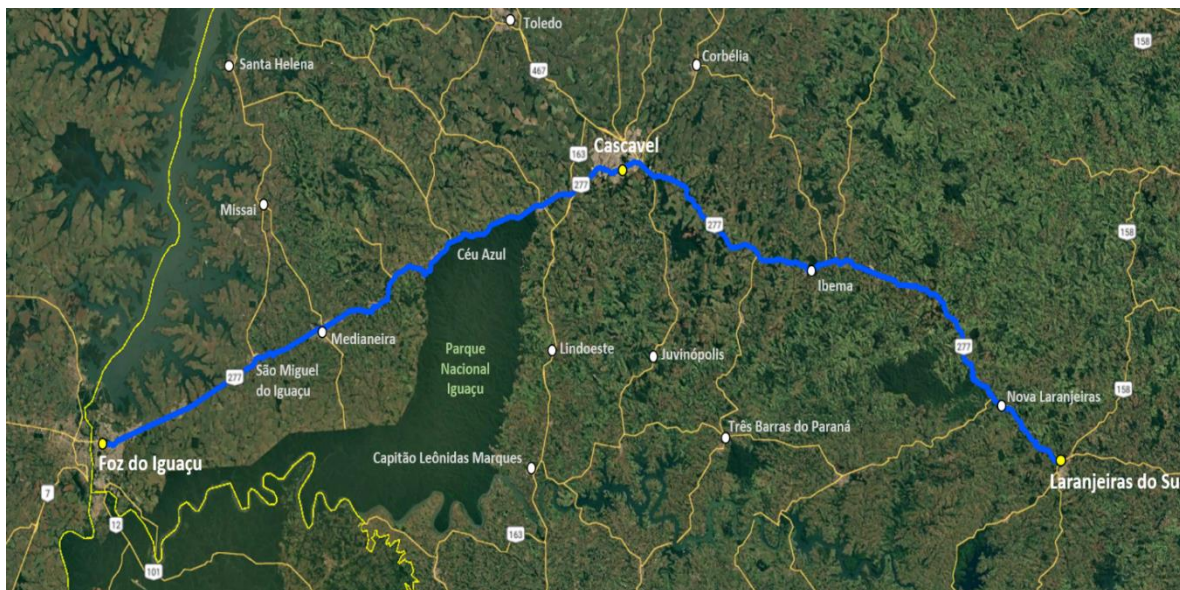 Toledo
158
Corbélia
Santa Helena
467
Cascavel
163
277
Missai
277
158
Céu Azul
Ibema
Medianeira
Parque
Nacional
Iguaçu
Lindoeste
Juvinópolis
277
São Miguel
do Iguaçu
277
158
Nova Laranjeiras
Três Barras do Paraná
Foz do Iguaçu
Capitão Leônidas Marques
Laranjeiras do Su
7
12
163
101